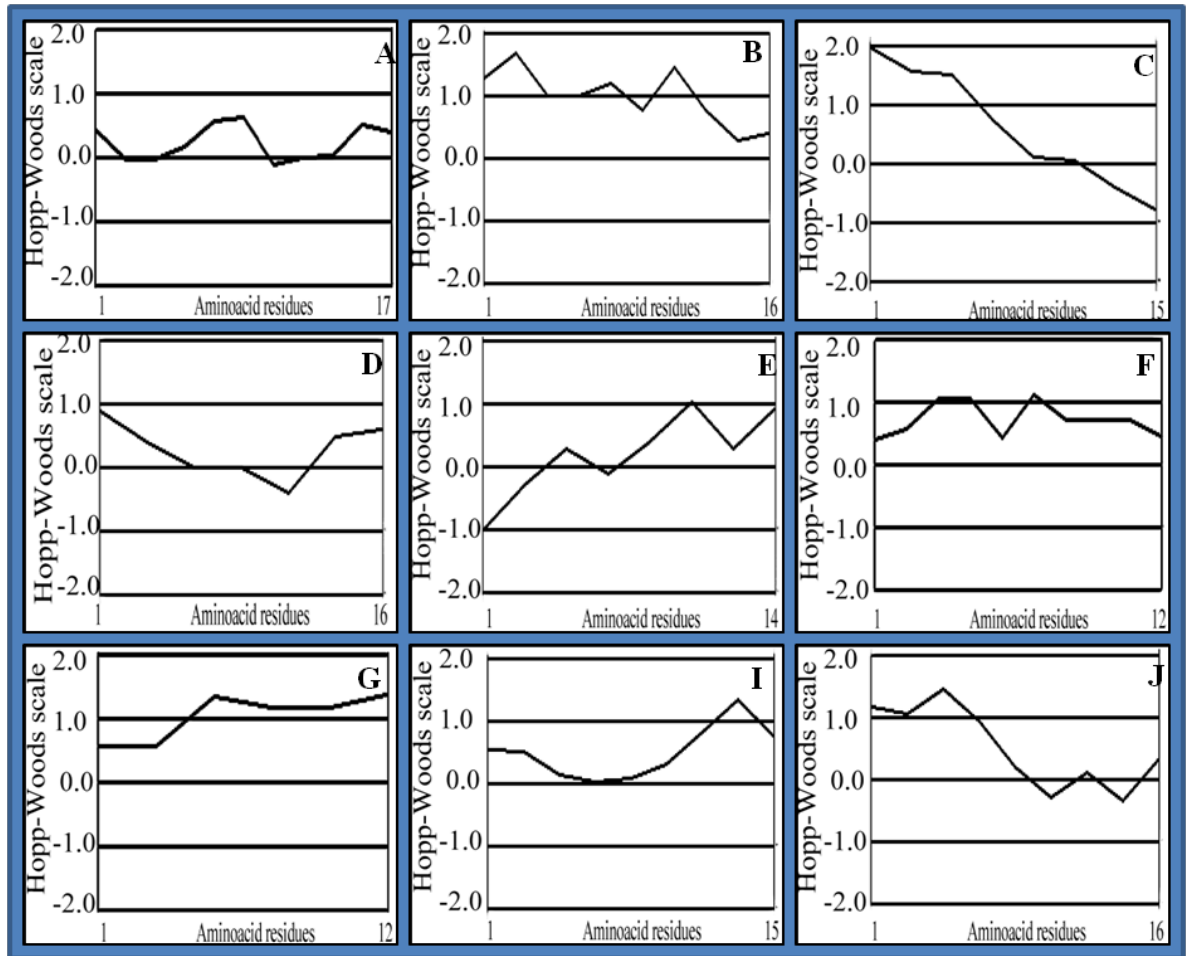 A
Hopp-Woods scale
2.0
1.0
0.0
-1.0
-2.0
1 Aminoacid residues 17
B
Hopp-Woods scale
2.0
1.0
0.0
-1.0
-2.0
1 Aminoacid residues 16
C
Hopp-Woods scale
2.0
1.0
0.0
-1.0
-2.0
1 Aminoacid residues 15
D
Hopp-Woods scale
2.0
1.0
0.0
-1.0
-2.0
1 Aminoacid residues 16
E
Hopp-Woods scale
2.0
1.0
0.0
-1.0
-2.0
1 Aminoacid residues 14
F
Hopp-Woods scale
2.0
1.0
0.0
-1.0
-2.0
1 Aminoacid residues 12
G
Hopp-Woods scale
2.0
1.0
0.0
-1.0
-2.0
1 Aminoacid residues 12
I
Hopp-Woods scale
2.0
1.0
0.0
-1.0
-2.0
1 Aminoacid residues 15
J
Hopp-Woods scale
2.0
1.0
0.0
-1.0
-2.0
1 Aminoacid residues 16